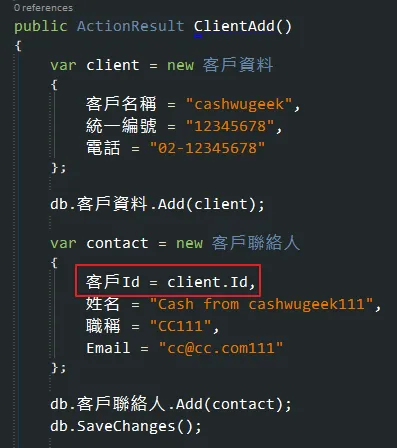 0 references
public ActionResult ClientAdd()
{
var client = new 客戶資料
{
客戶名稱 = "cashwugeek",
統一編號 = "12345678",
電話 = "02-12345678"
};
db.客戶資料.Add(client);
var contact = new 客戶聯絡人
{
客戶Id = client.Id,
姓名 = "Cash from cashwugeek111",
職稱 = "CC111",
Email = "cc@cc.com111"
};
db.客戶聯絡人.Add(contact);
db.SaveChanges();